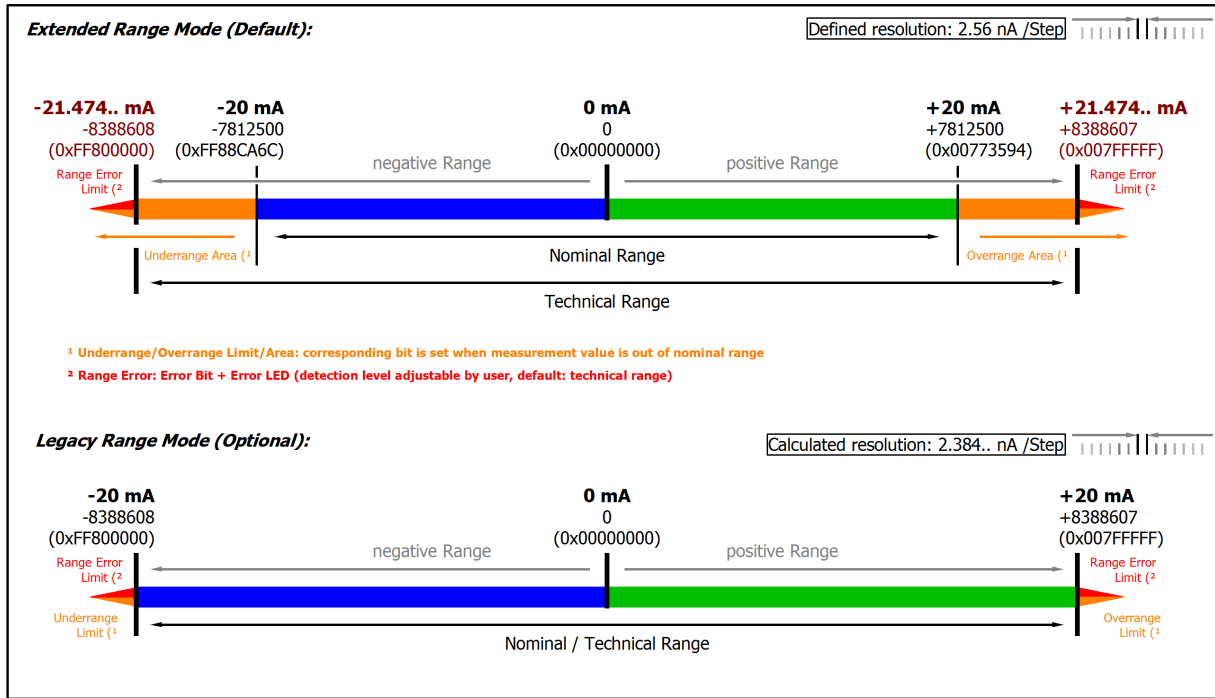 Extended Range Mode (Default):
Defined resolution: 2.56 nA /Step
-21.474.. mA
-8388608
(0xFF800000)
-20 mA
-7812500
(0xFF88CA6C)
0 mA
0
(0x00000000)
+20 mA
+7812500
(0x00773594)
+21.474.. mA
+8388607
(0x007FFFFF)
negative Range
positive Range
Range Error
Limit (²
Range Error
Limit (²
Underrange Area (¹
Nominal Range
Overrange Area (¹
Technical Range
¹ Underrange/Overrange Limit/Area: corresponding bit is set when measurement value is out of nominal range
² Range Error: Error Bit + Error LED (detection level adjustable by user, default: technical range)
Legacy Range Mode (Optional):
Calculated resolution: 2.384.. nA /Step
-20 mA
-8388608
(0xFF800000)
0 mA
0
(0x00000000)
+20 mA
+8388607
(0x007FFFFF)
negative Range
positive Range
Range Error
Limit (²
Range Error
Limit (²
Underrange
Limit (¹
Overrange
Limit (¹
Nominal / Technical Range